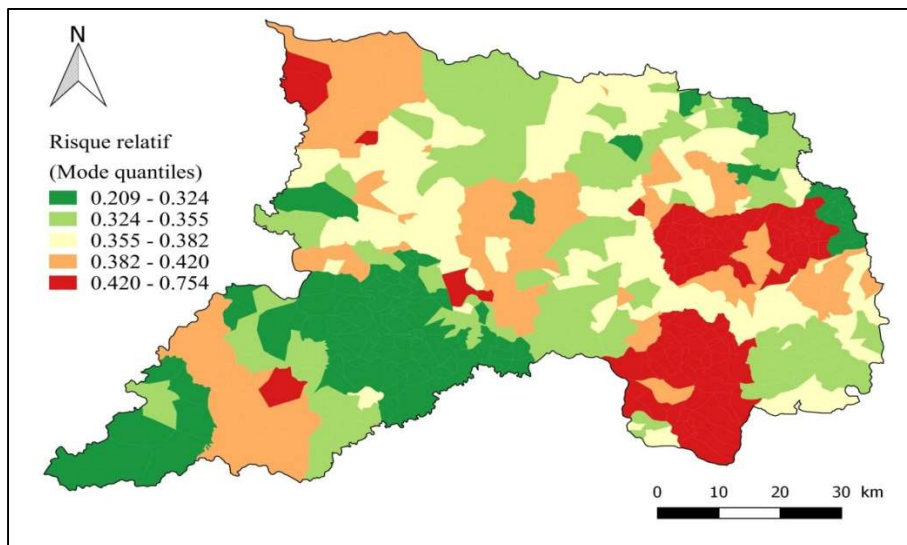 N
Risque relatif
(Mode quantiles)
0.209 - 0.324
0.324 - 0.355
0.355 - 0.382
0.382 - 0.420
0.420 - 0.754
0 10 20 30 km